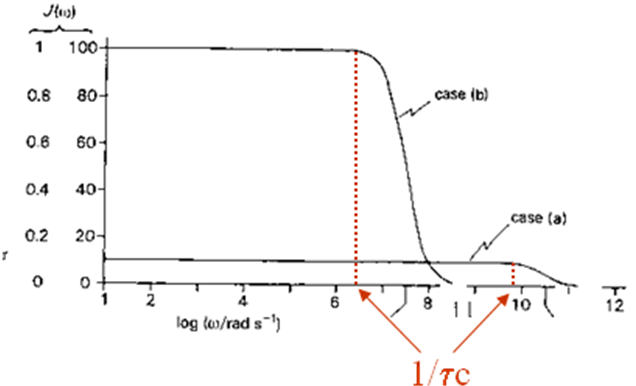 J(ω)
1 100
0.8 80
case (b)
0.6 60
0.4 40
case (a)
0.2 20
τ
0 0
1 2 4 6 8 10 12
log (ω/rad s⁻¹)
1/τc